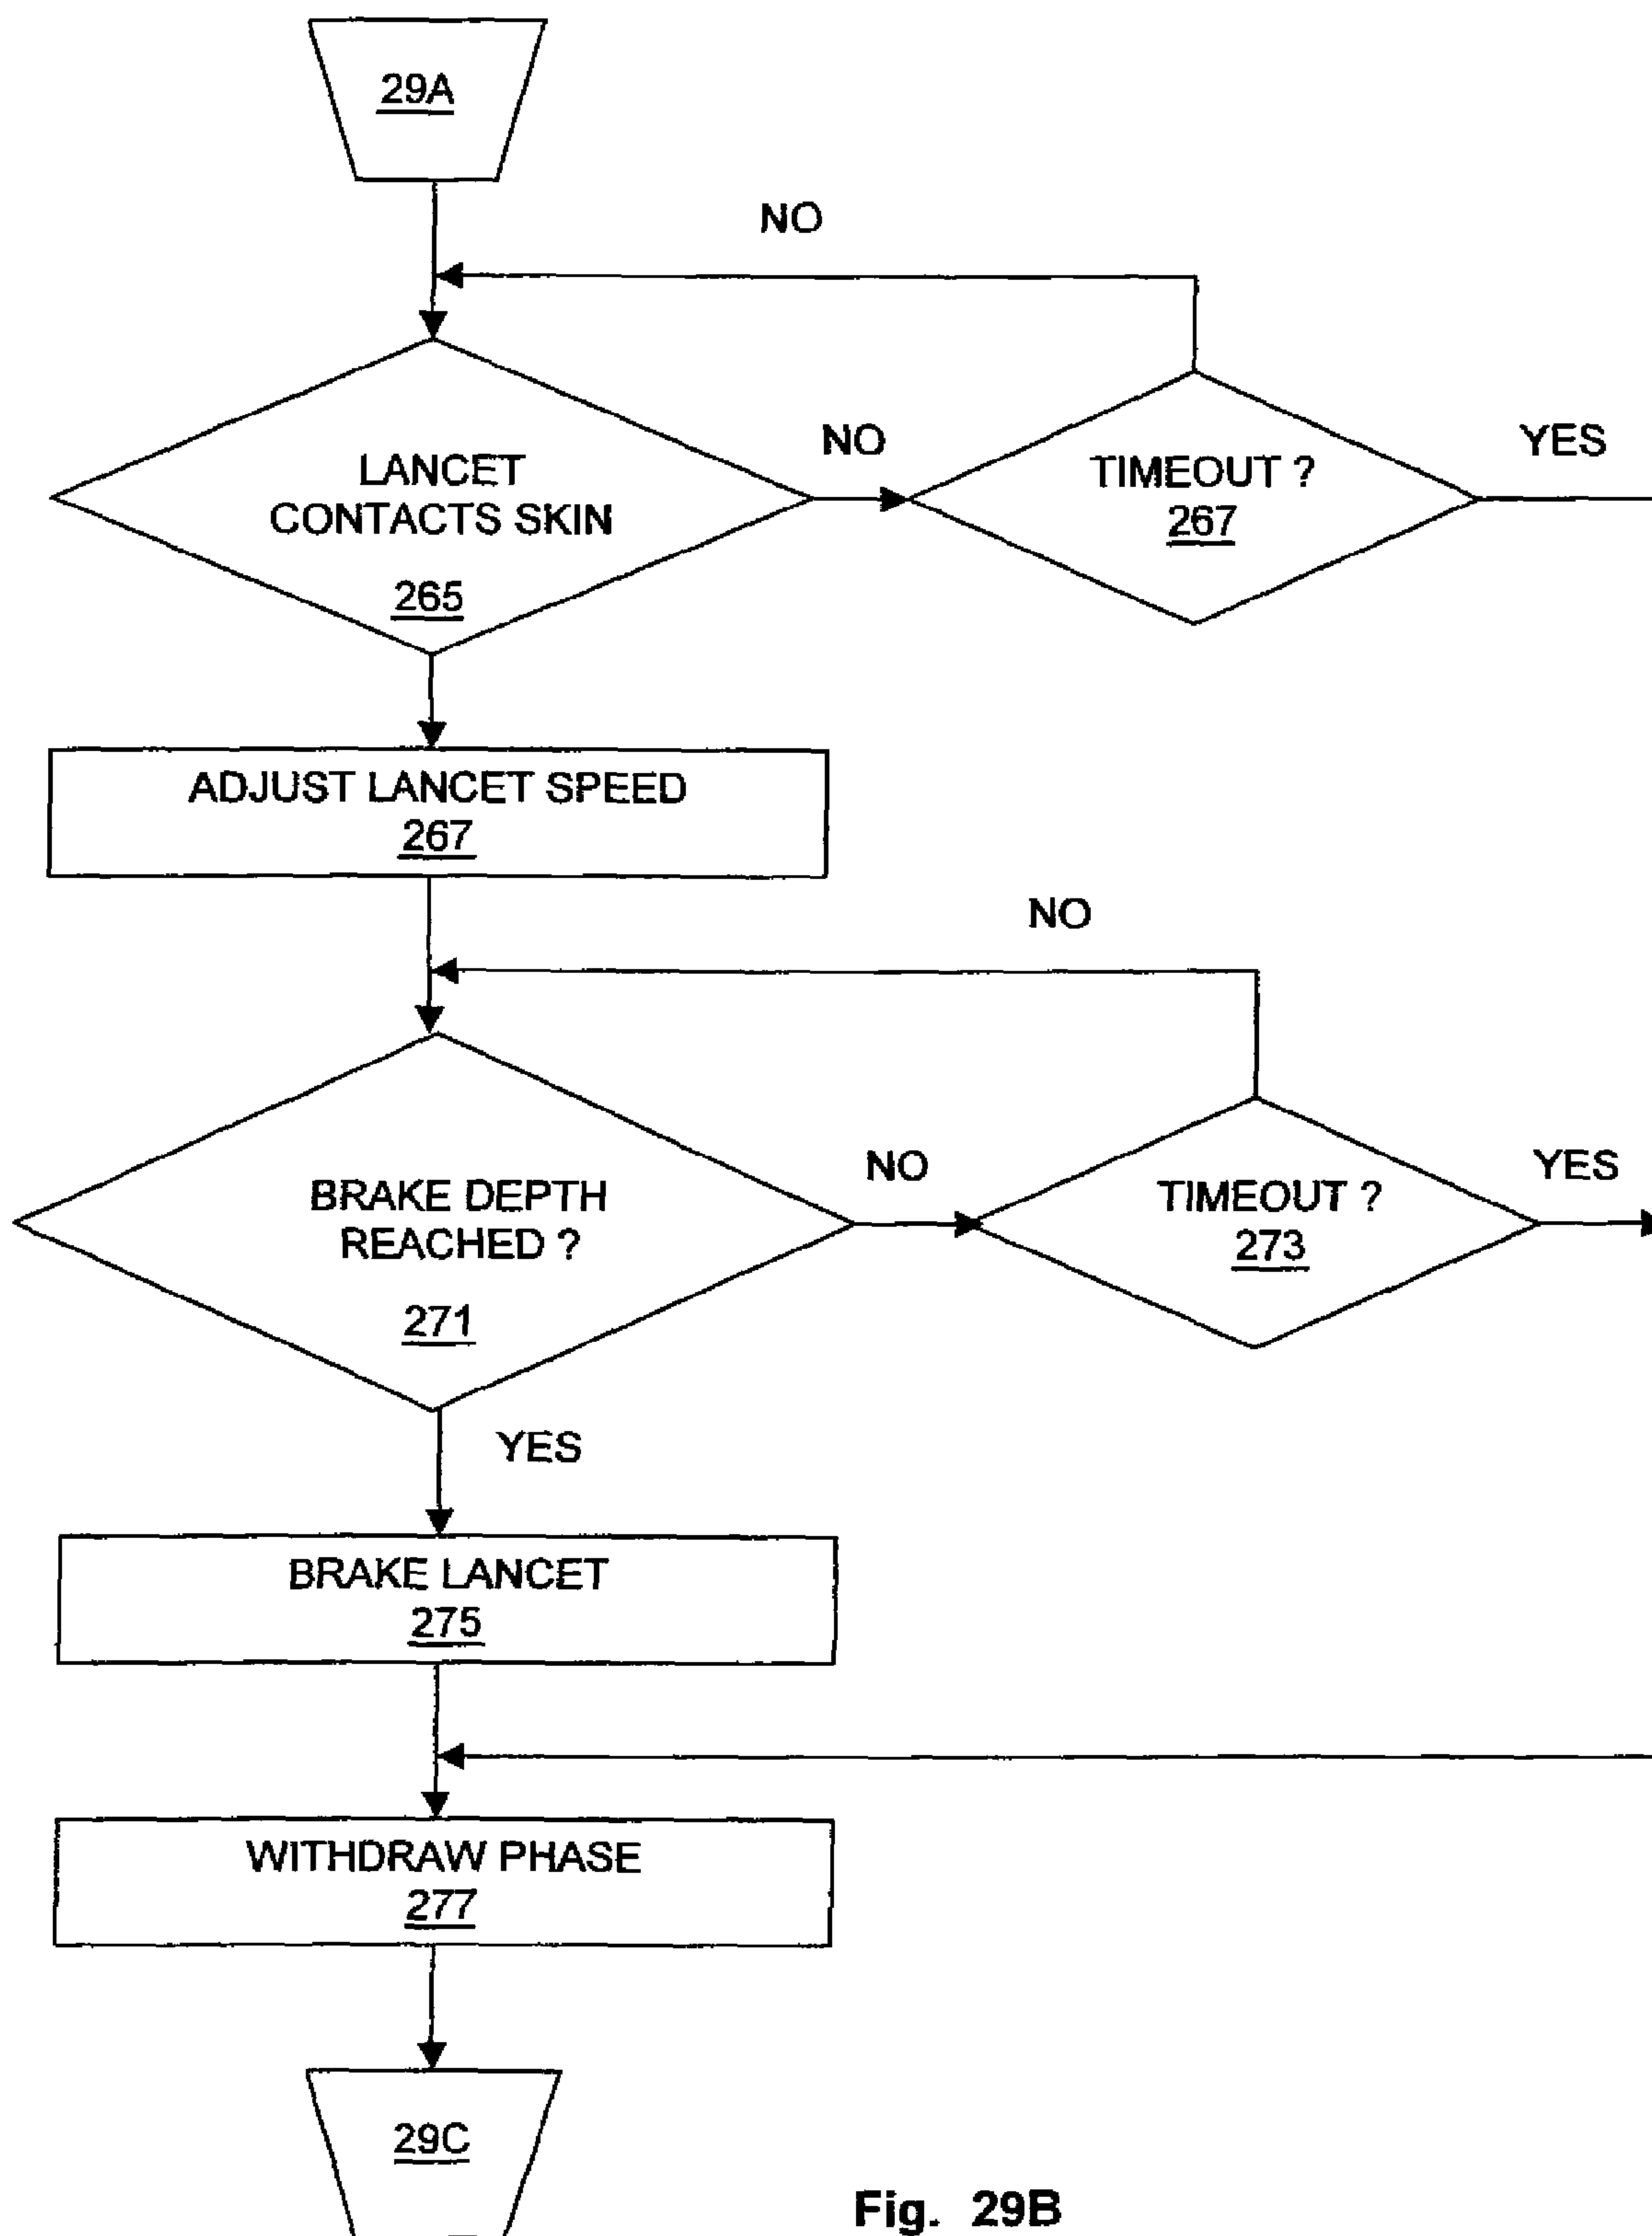 29A
NO
LANCET
CONTACTS SKIN
265
NO
TIMEOUT ?
267
YES
ADJUST LANCET SPEED
267
NO
BRAKE DEPTH
REACHED ?
271
NO
TIMEOUT ?
273
YES
YES
BRAKE LANCET
275
WITHDRAW PHASE
277
29C
Fig. 29B